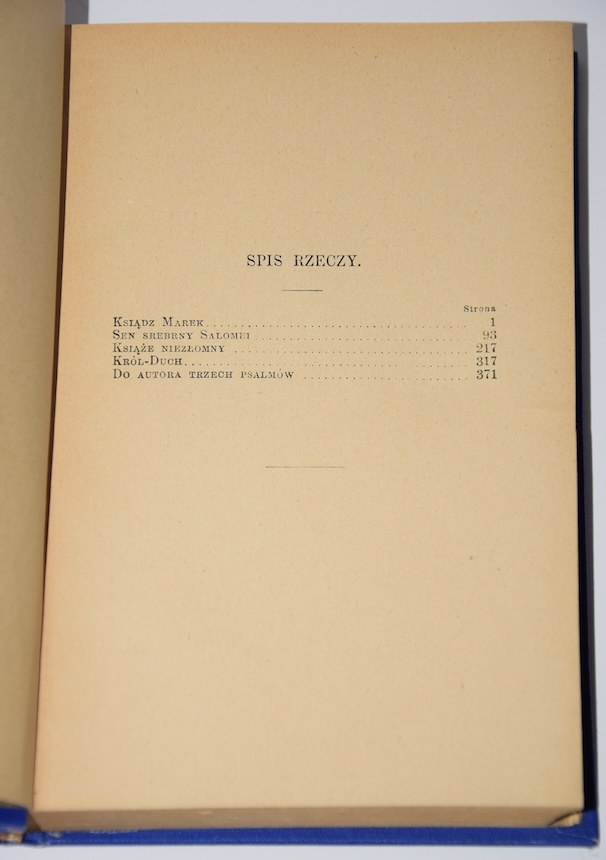 SPIS RZECZY.
Strona
KSIĄDZ MAREK 1
SEN SREBRNY SALOMEI 93
KSIĄŻE NIEZŁOMNY 217
KRÓL-DUCH 317
DO AUTORA TRZECH PSALMÓW 371